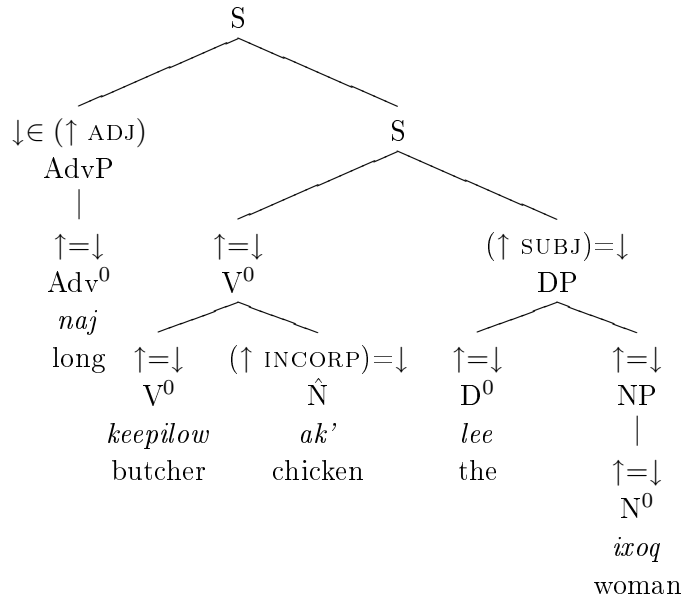 S
↓∈ (↑ ADJ) S
AdvP
↑=↓ ↑=↓ (↑ SUBJ)=↓
Adv⁰ V⁰ DP
naj
long ↑=↓ (↑ INCORP)=↓ ↑=↓ ↑=↓
V⁰ N̂ D⁰ NP
keepilow ak’ lee
butcher chicken the ↑=↓
N⁰
ixoq
woman